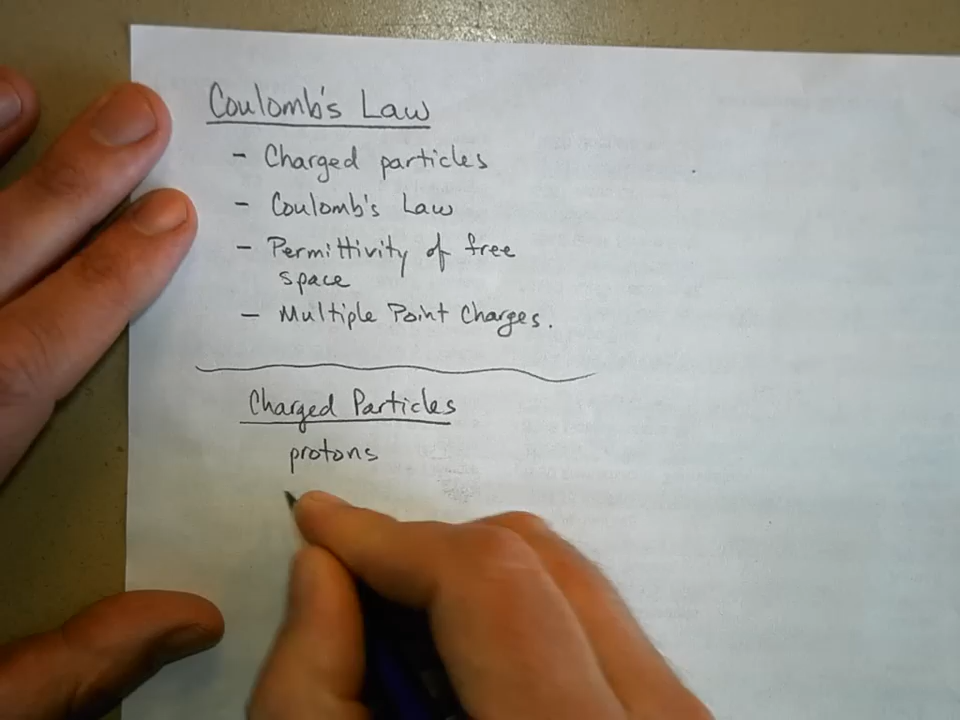 Coulomb's Law
- Charged particles
- Coulomb's Law
- Permittivity of free
space
- Multiple Point Charges.
Charged Particles
protons